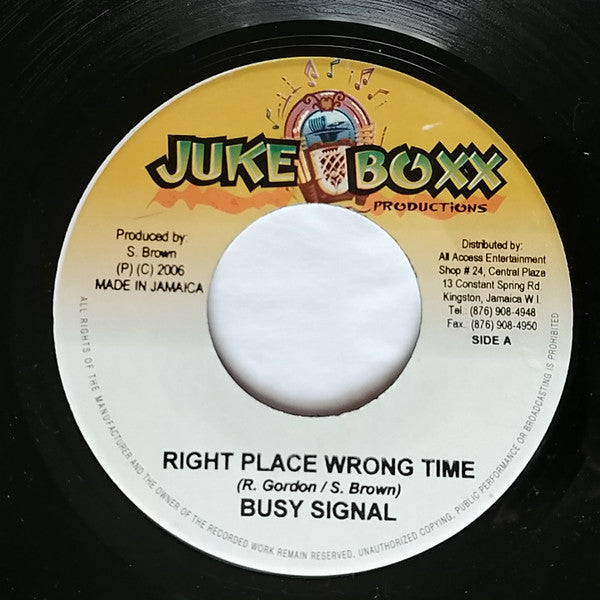 JUKE BOXX
PRODUCTIONS
Produced by:
S. Brown
(P) (C) 2006
MADE IN JAMAICA
Distributed by:
All Access Entertainment
Shop # 24, Central Plaza
13 Constant Spring Rd.
Kingston, Jamaica W.I.
Tel.: (876) 908-4948
Fax.: (876) 908-4950
SIDE A
RIGHT PLACE WRONG TIME
(R. Gordon / S. Brown)
BUSY SIGNAL
ALL RIGHTS OF THE MANUFACTURER AND THE OWNER OF THE RECORDED WORK REMAIN RESERVED. UNAUTHORIZED COPYING, PUBLIC PERFORMANCE OR BROADCASTING IS PROHIBITED